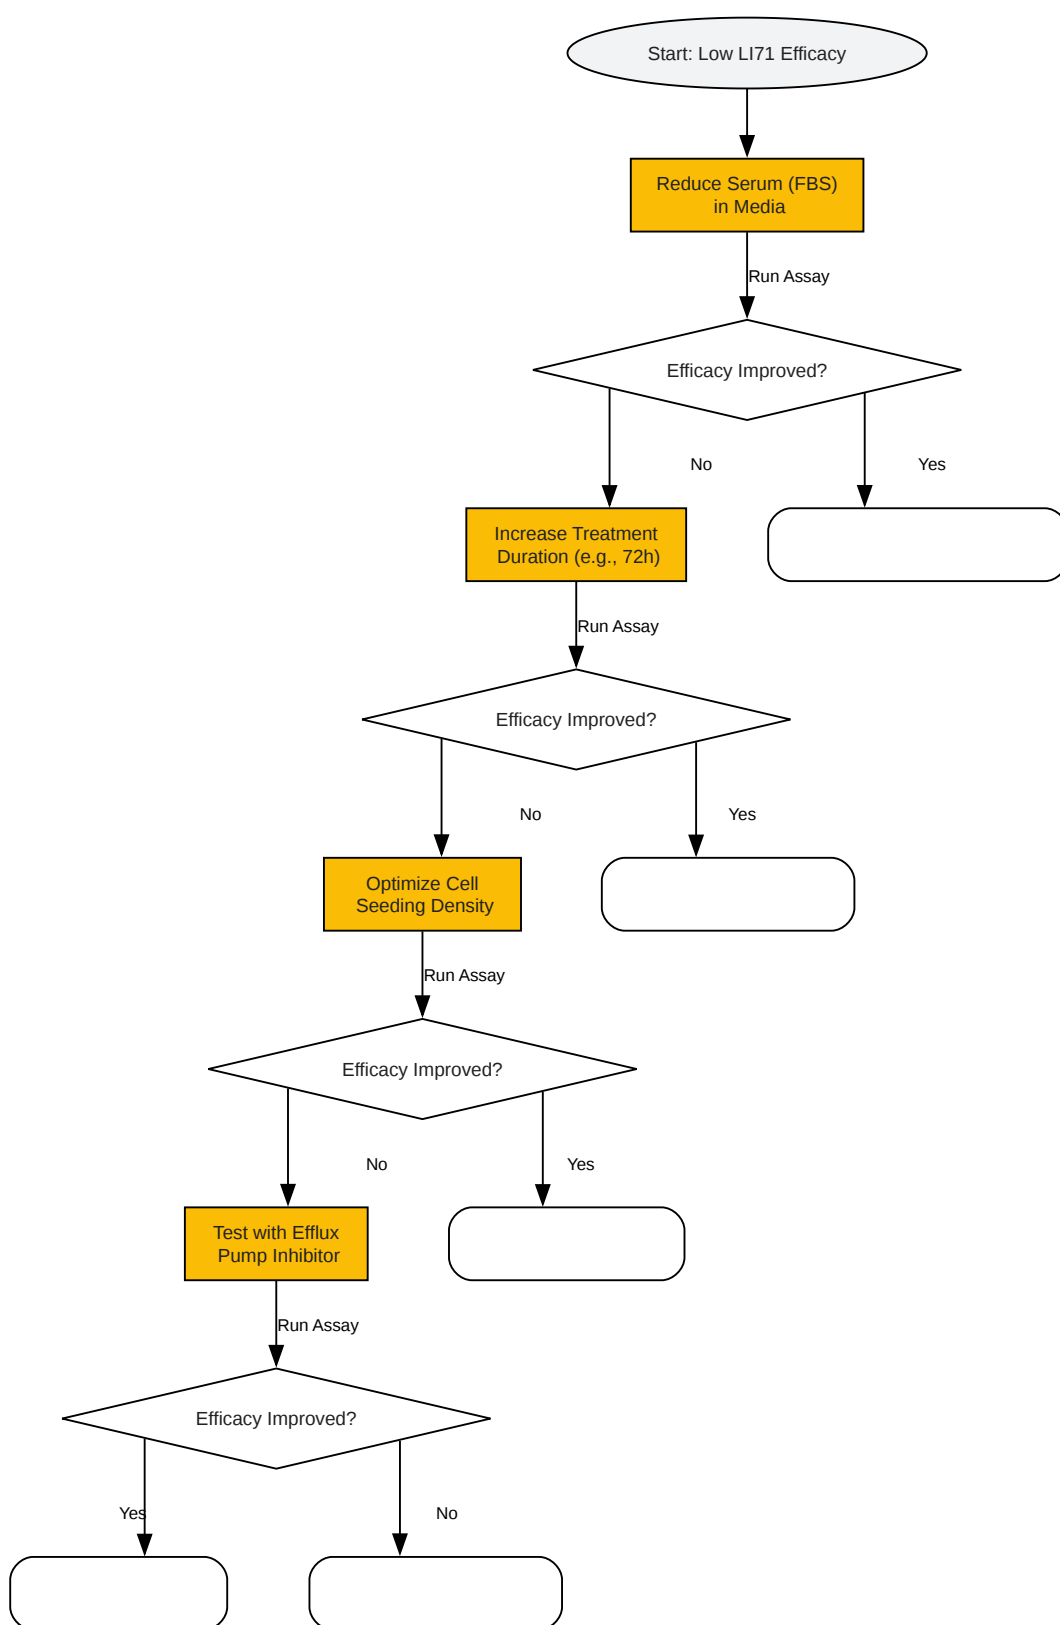 Start: Low LI71 Efficacy
Reduce Serum (FBS)
in Media
Run Assay
Efficacy Improved?
No
Yes
Increase Treatment
Duration (e.g., 72h)
Run Assay
Efficacy Improved?
No
Yes
Optimize Cell
Seeding Density
Run Assay
Efficacy Improved?
No
Yes
Test with Efflux
Pump Inhibitor
Run Assay
Efficacy Improved?
Yes
No